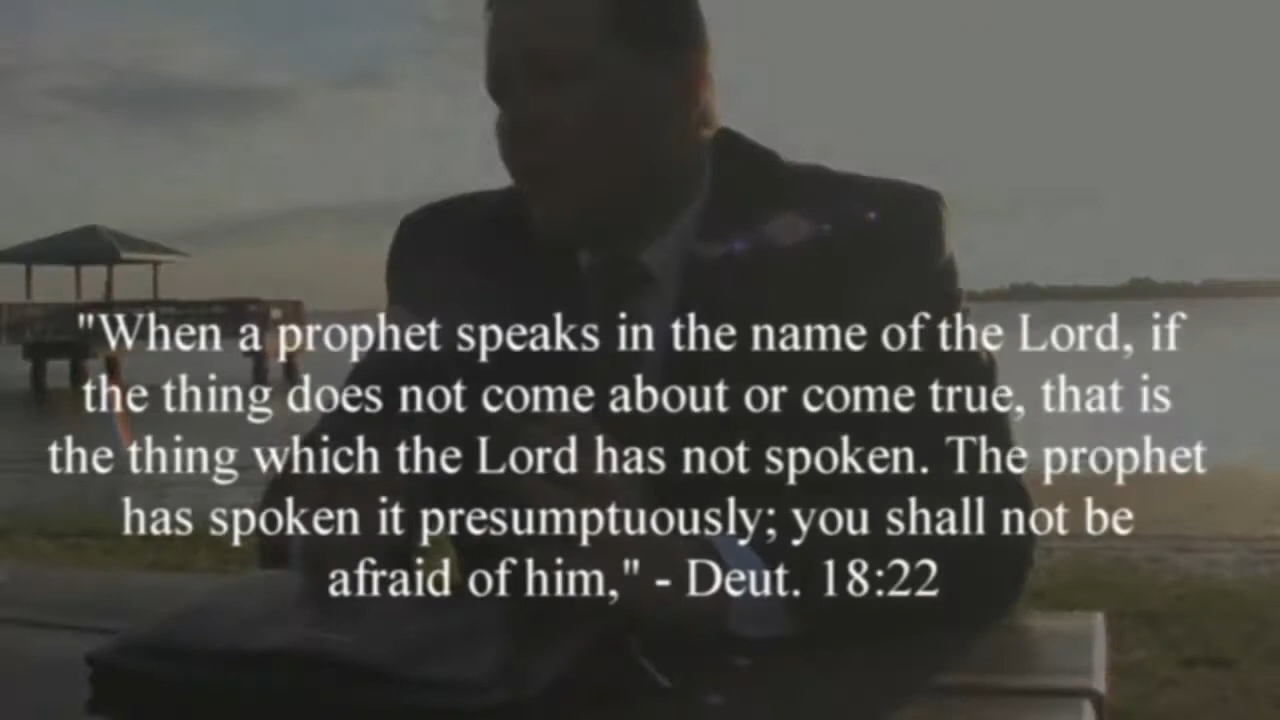 "When a prophet speaks in the name of the Lord, if
the thing does not come about or come true, that is
the thing which the Lord has not spoken. The prophet
has spoken it presumptuously; you shall not be
afraid of him," - Deut. 18:22